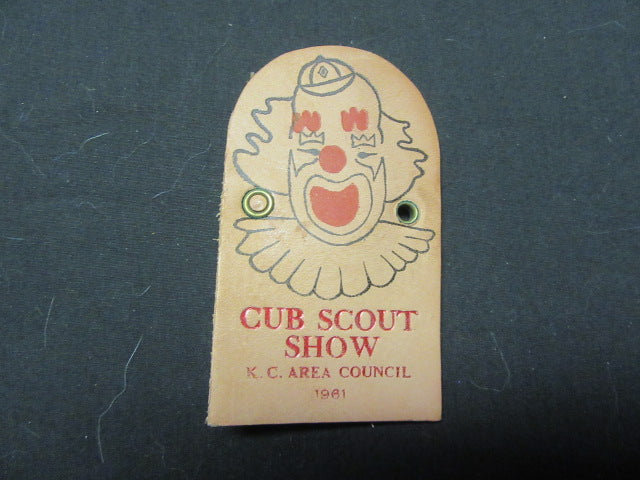 CUB SCOUT
SHOW
K.C. AREA COUNCIL
1961